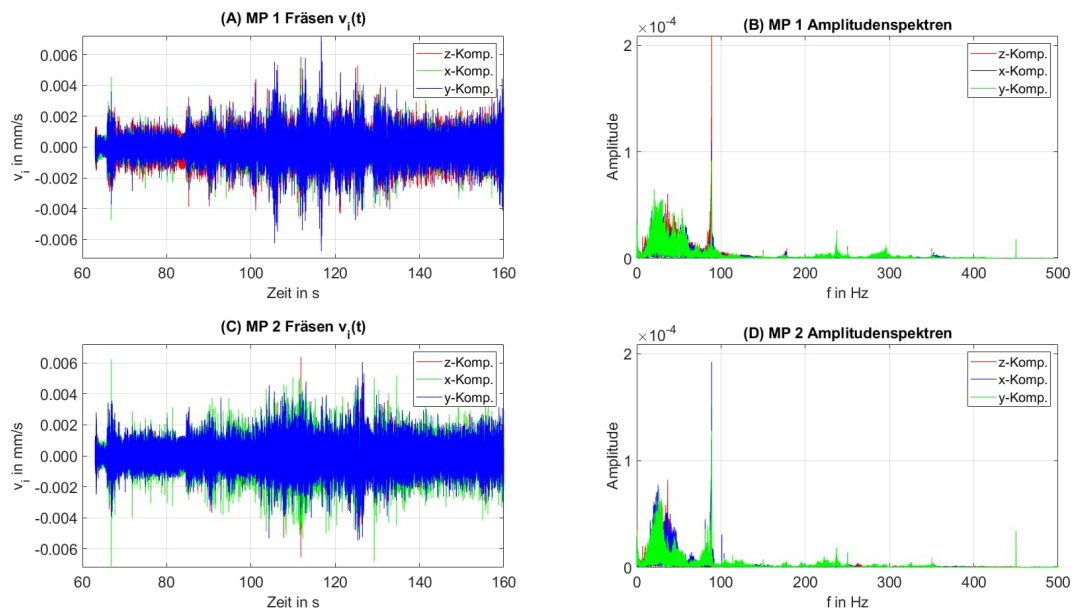 (A) MP 1 Fräsen v_i(t)
v_i in mm/s
0.006
0.004
0.002
0.000
-0.002
-0.004
-0.006
z-Komp.
x-Komp.
y-Komp.
60 80 100 120 140 160
Zeit in s
(B) MP 1 Amplitudenspektren
×10^-4
Amplitude
2
1
0
z-Komp.
x-Komp.
y-Komp.
0 100 200 300 400 500
f in Hz
(C) MP 2 Fräsen v_i(t)
v_i in mm/s
0.006
0.004
0.002
0.000
-0.002
-0.004
-0.006
z-Komp.
x-Komp.
y-Komp.
60 80 100 120 140 160
Zeit in s
(D) MP 2 Amplitudenspektren
×10^-4
Amplitude
2
1
0
z-Komp.
x-Komp.
y-Komp.
0 100 200 300 400 500
f in Hz